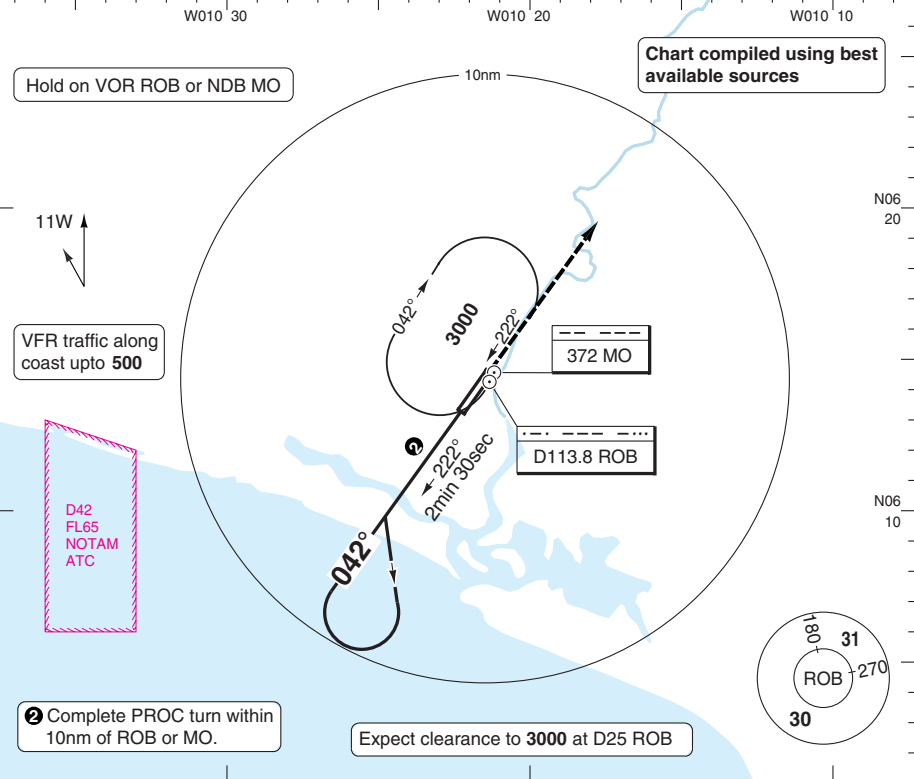 W010 30
W010 20
W010 10
Chart compiled using best
available sources
Hold on VOR ROB or NDB MO
10nm
N06
20
11W
042°
3000
222°
372 MO
VFR traffic along
coast upto 500
D113.8 ROB
2
222°
2min 30sec
D42
FL65
NOTAM
ATC
N06
10
042°
180
31
270
ROB
30
2 Complete PROC turn within
10nm of ROB or MO.
Expect clearance to 3000 at D25 ROB